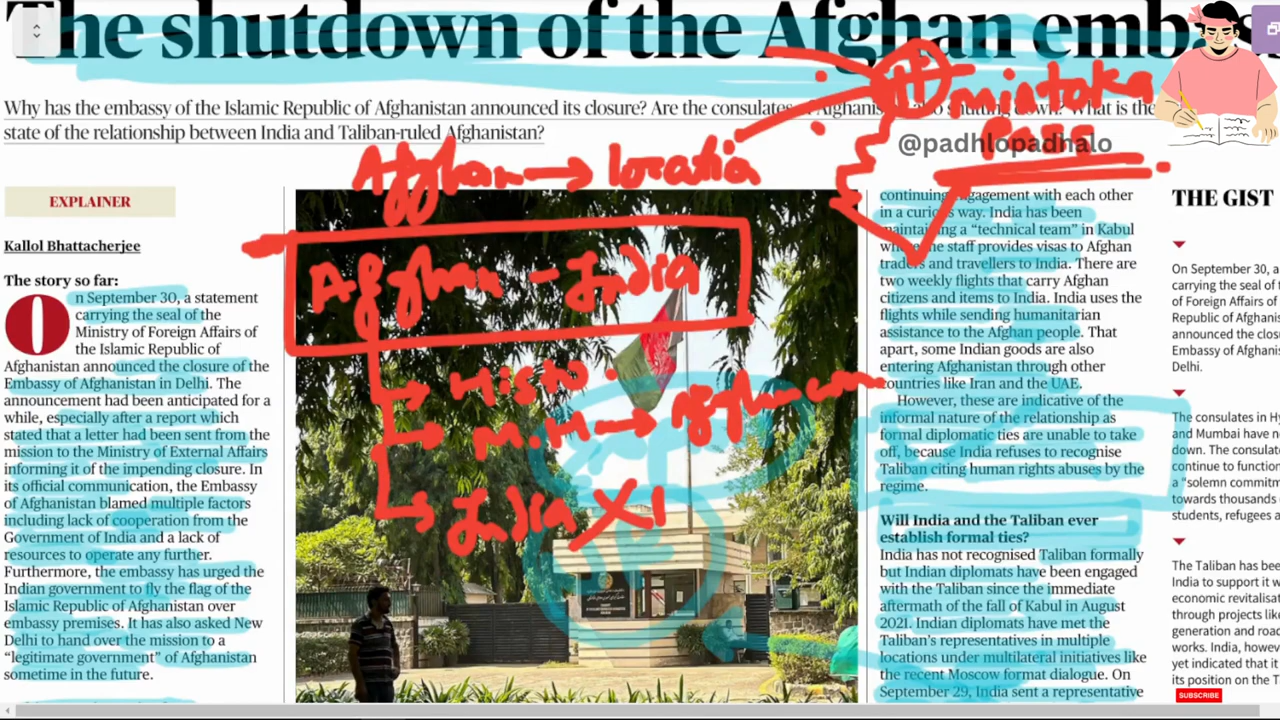 The shutdown of the Afghan embas
Why has the embassy of the Islamic Republic of Afghanistan announced its closure? Are the consulates of Afghanis shutting down? What is the
state of the relationship between India and Taliban-ruled Afghanistan?
mistake
Pass
@padhlopadhalo
Afghan → locatio
Afghan - India
→ Histo.
→ M.M → Afghan
→ India X I
EXPLAINER
Kallol Bhattacherjee
The story so far:
On September 30, a statement
carrying the seal of the
Ministry of Foreign Affairs of
the Islamic Republic of
Afghanistan announced the closure of the
Embassy of Afghanistan in Delhi. The
announcement had been anticipated for a
while, especially after a report which
stated that a letter had been sent from the
mission to the Ministry of External Affairs
informing it of the impending closure. In
its official communication, the Embassy
of Afghanistan blamed multiple factors
including lack of cooperation from the
Government of India and a lack of
resources to operate any further.
Furthermore, the embassy has urged the
Indian government to fly the flag of the
Islamic Republic of Afghanistan over
embassy premises. It has also asked New
Delhi to hand over the mission to a
“legitimate government” of Afghanistan
sometime in the future.
continuing engagement with each other
in a curious way. India has been
maintaining a “technical team” in Kabul
where the staff provides visas to Afghan
traders and travellers to India. There are
two weekly flights that carry Afghan
citizens and items to India. India uses the
flights while sending humanitarian
assistance to the Afghan people. That
apart, some Indian goods are also
entering Afghanistan through other
countries like Iran and the UAE.
However, these are indicative of the
informal nature of the relationship as
formal diplomatic ties are unable to take
off, because India refuses to recognise
Taliban citing human rights abuses by the
regime.
Will India and the Taliban ever
establish formal ties?
India has not recognised Taliban formally
but Indian diplomats have been engaged
with the Taliban since the immediate
aftermath of the fall of Kabul in August
2021. Indian diplomats have met the
Taliban's representatives in multiple
locations under multilateral initiatives like
the recent Moscow format dialogue. On
September 29, India sent a representative
THE GIST
On September 30, a
carrying the seal of t
of Foreign Affairs of
Republic of Afghanis
announced the closu
Embassy of Afghanis
Delhi.
The consulates in Hy
and Mumbai have n
down. The consulat
continue to function
a “solemn commitm
towards thousands
students, refugees a
The Taliban has bee
India to support it w
economic revitalisat
through projects like
generation and road
works. India, howev
yet indicated that it
its position on the T
SUBSCRIBE